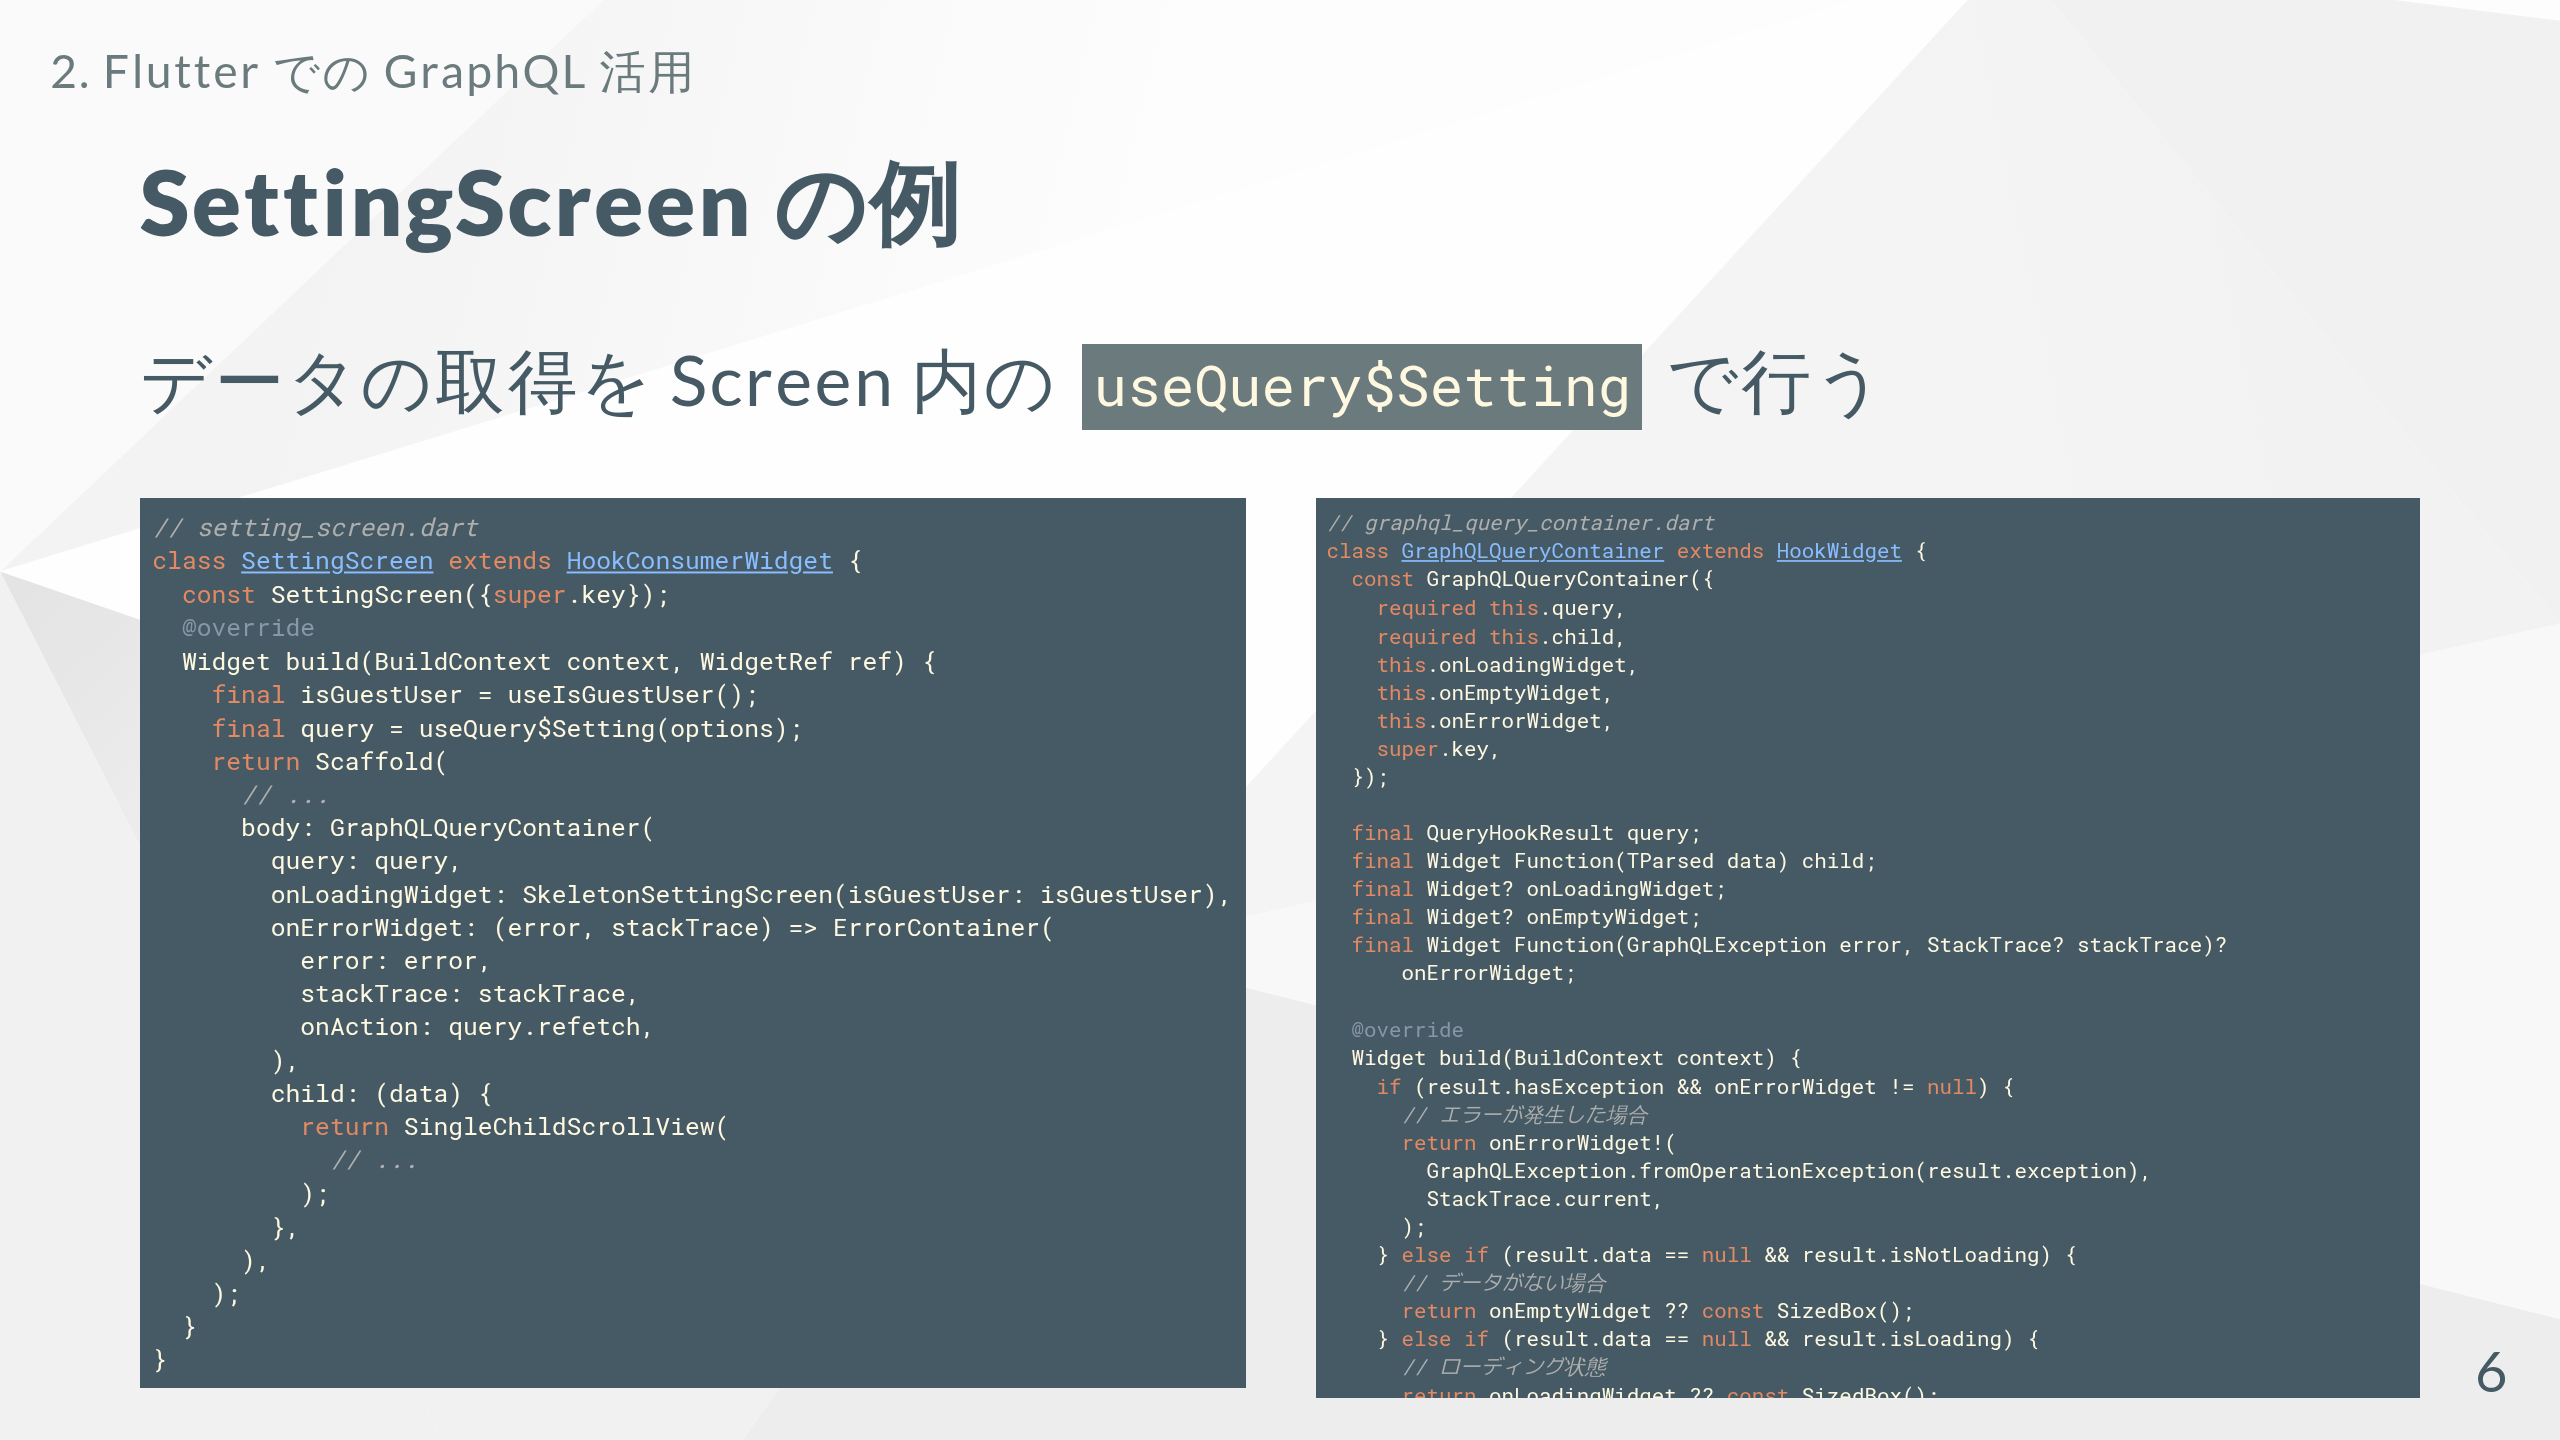 2. Flutter での GraphQL 活用
SettingScreen の例
データの取得を Screen 内の useQuery$Setting で行う
// setting_screen.dart
class SettingScreen extends HookConsumerWidget {
  const SettingScreen({super.key});
  @override
  Widget build(BuildContext context, WidgetRef ref) {
    final isGuestUser = useIsGuestUser();
    final query = useQuery$Setting(options);
    return Scaffold(
      // ...
      body: GraphQLQueryContainer(
        query: query,
        onLoadingWidget: SkeletonSettingScreen(isGuestUser: isGuestUser),
        onErrorWidget: (error, stackTrace) => ErrorContainer(
          error: error,
          stackTrace: stackTrace,
          onAction: query.refetch,
        ),
        child: (data) {
          return SingleChildScrollView(
            // ...
          );
        },
      ),
    );
  }
}
// graphql_query_container.dart
class GraphQLQueryContainer extends HookWidget {
  const GraphQLQueryContainer({
    required this.query,
    required this.child,
    this.onLoadingWidget,
    this.onEmptyWidget,
    this.onErrorWidget,
    super.key,
  });
  final QueryHookResult query;
  final Widget Function(TParsed data) child;
  final Widget? onLoadingWidget;
  final Widget? onEmptyWidget;
  final Widget Function(GraphQLException error, StackTrace? stackTrace)?
      onErrorWidget;
  @override
  Widget build(BuildContext context) {
    if (result.hasException && onErrorWidget != null) {
      // エラーが発生した場合
      return onErrorWidget!(
        GraphQLException.fromOperationException(result.exception),
        StackTrace.current,
      );
    } else if (result.data == null && result.isNotLoading) {
      // データがない場合
      return onEmptyWidget ?? const SizedBox();
    } else if (result.data == null && result.isLoading) {
      // ローディング状態
      return onLoadingWidget ?? const SizedBox();
6